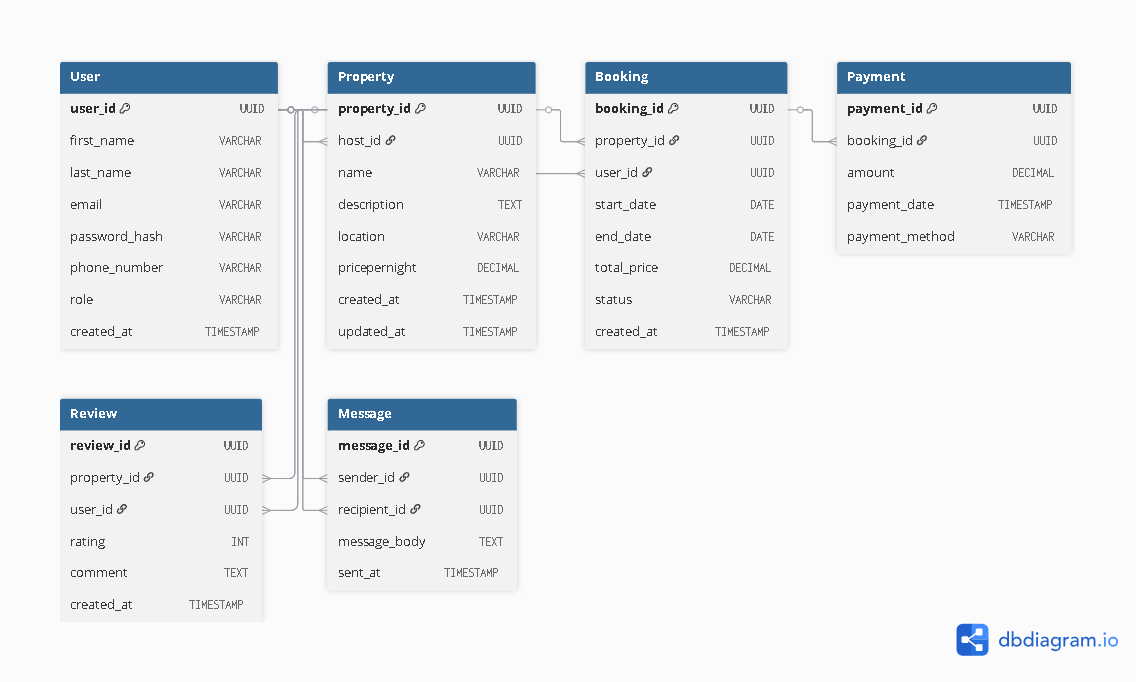 User
user_id UUID
first_name VARCHAR
last_name VARCHAR
email VARCHAR
password_hash VARCHAR
phone_number VARCHAR
role VARCHAR
created_at TIMESTAMP
Property
property_id UUID
host_id UUID
name VARCHAR
description TEXT
location VARCHAR
pricepernight DECIMAL
created_at TIMESTAMP
updated_at TIMESTAMP
Booking
booking_id UUID
property_id UUID
user_id UUID
start_date DATE
end_date DATE
total_price DECIMAL
status VARCHAR
created_at TIMESTAMP
Payment
payment_id UUID
booking_id UUID
amount DECIMAL
payment_date TIMESTAMP
payment_method VARCHAR
Review
review_id UUID
property_id UUID
user_id UUID
rating INT
comment TEXT
created_at TIMESTAMP
Message
message_id UUID
sender_id UUID
recipient_id UUID
message_body TEXT
sent_at TIMESTAMP
dbdiagram.io